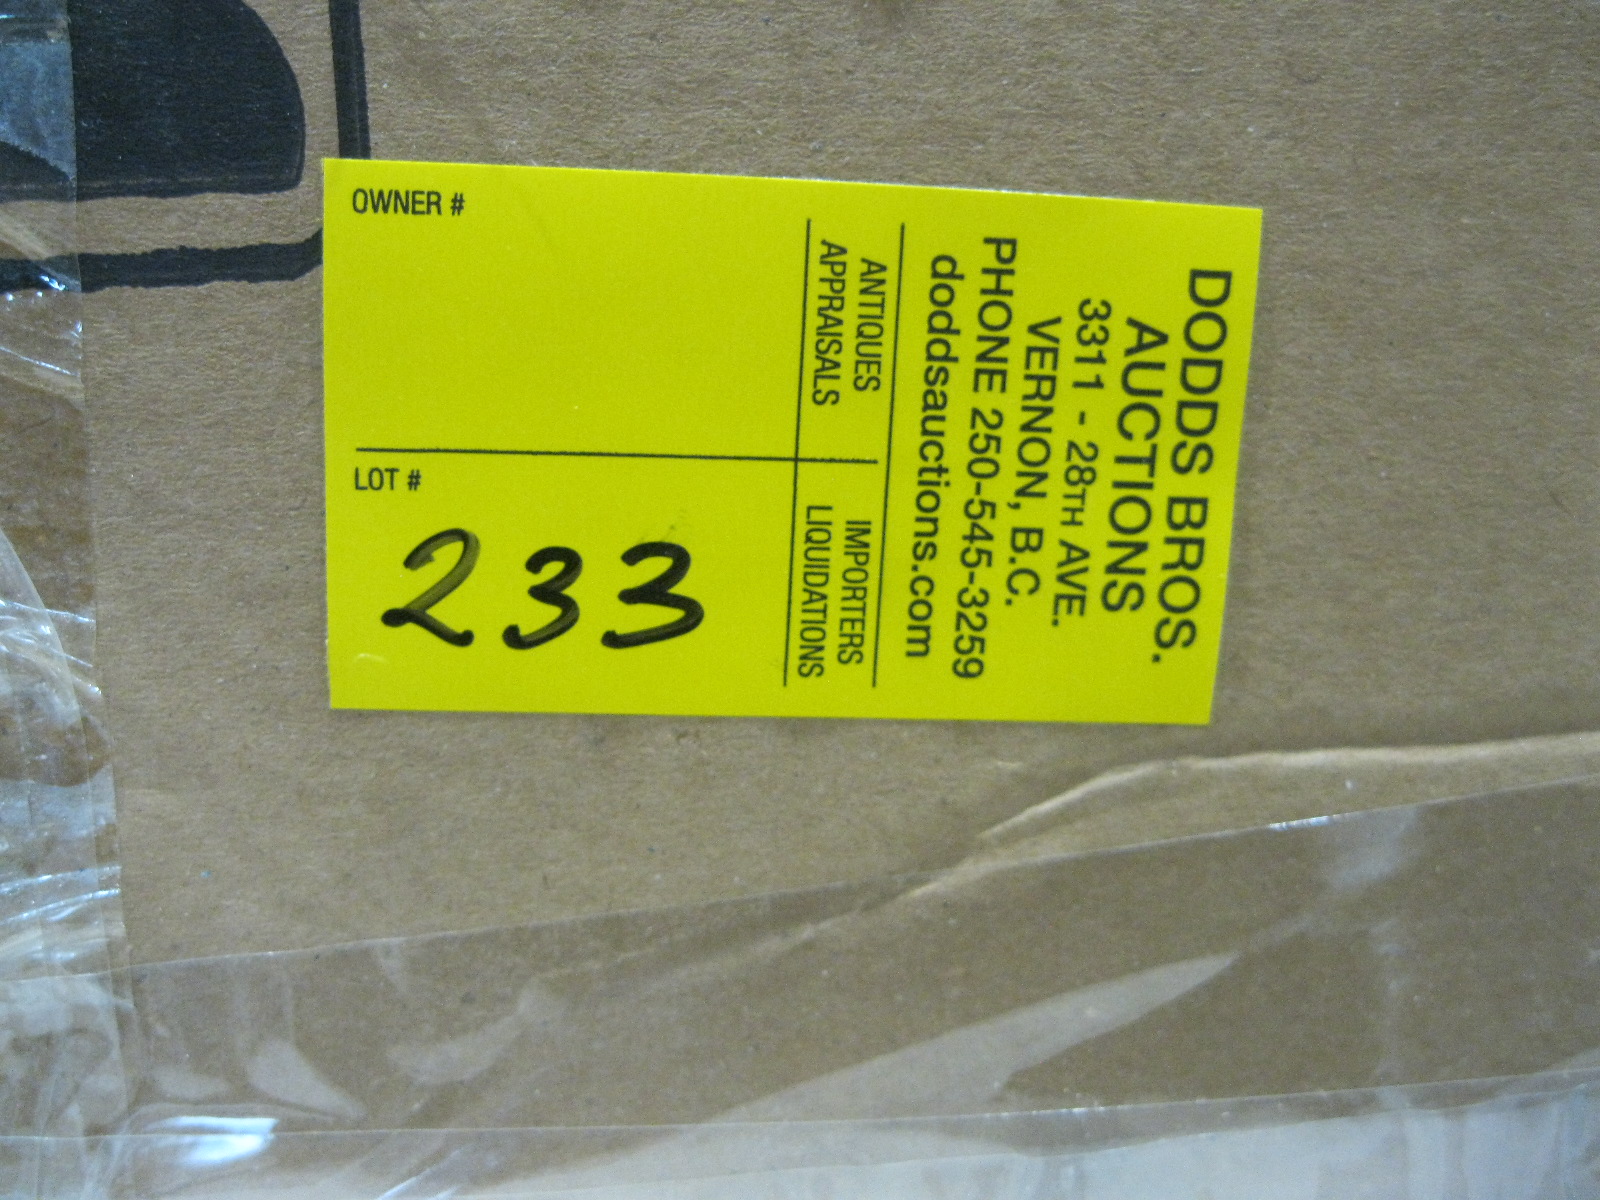 DODDS BROS.
AUCTIONS
3311 - 28TH AVE.
VERNON, B.C.
PHONE 250-545-3259
doddsauctions.com
ANTIQUES
APPRAISALS
IMPORTERS
LIQUIDATIONS
OWNER #
LOT #
233